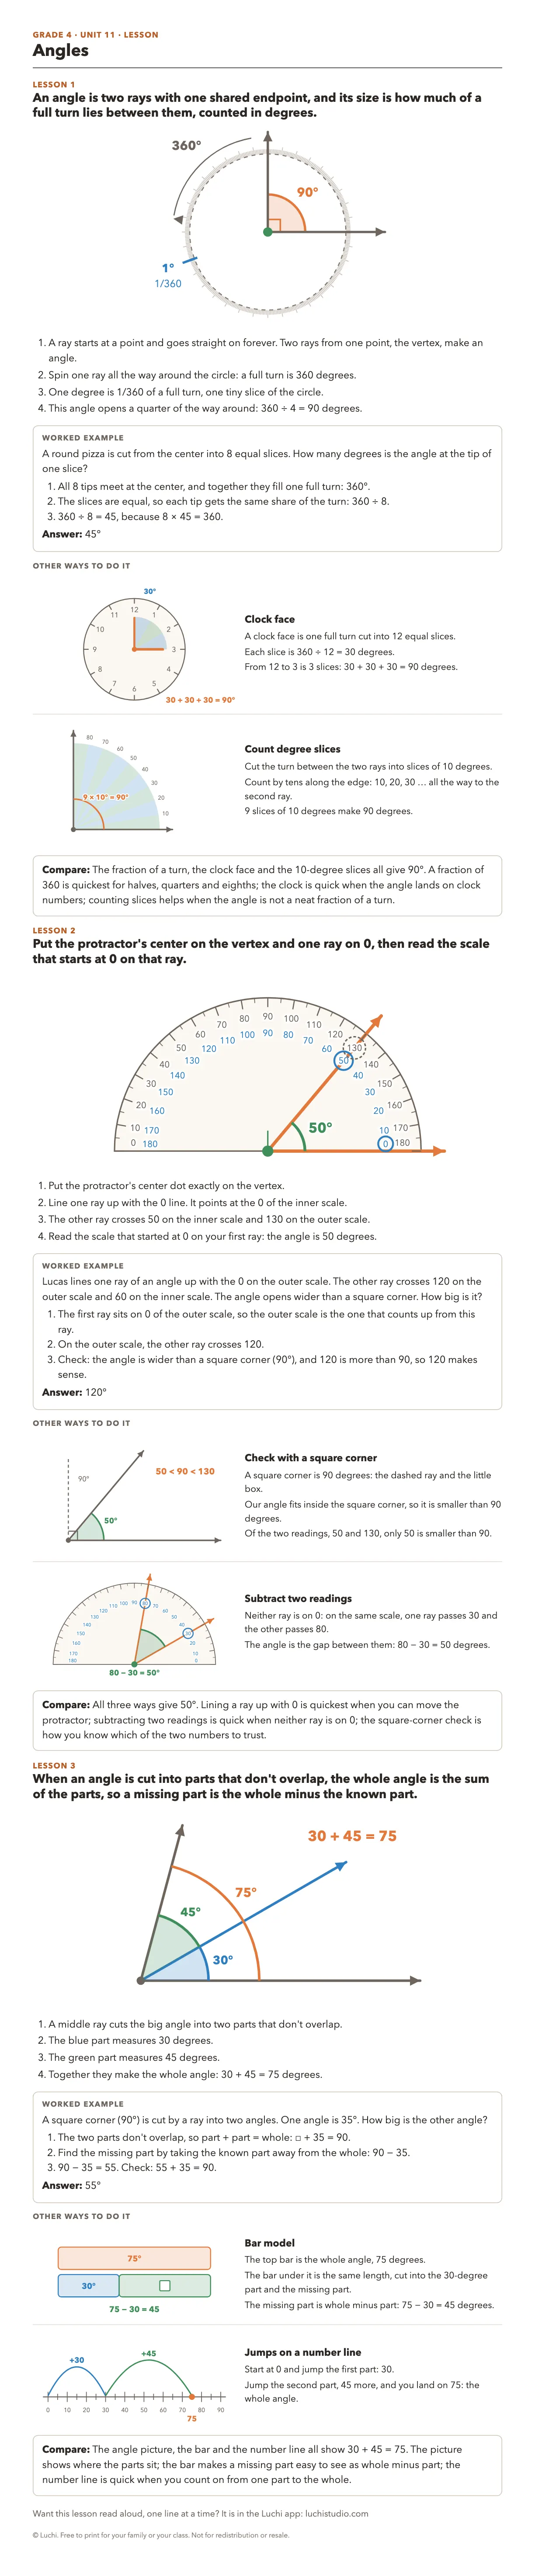 GRADE 4 · UNIT 11 · LESSON
Angles
LESSON 1
An angle is two rays with one shared endpoint, and its size is how much of a
full turn lies between them, counted in degrees.
360°
90°
1°
1/360
1. A ray starts at a point and goes straight on forever. Two rays from one point, the vertex, make an
angle.
2. Spin one ray all the way around the circle: a full turn is 360 degrees.
3. One degree is 1/360 of a full turn, one tiny slice of the circle.
4. This angle opens a quarter of the way around: 360 ÷ 4 = 90 degrees.
WORKED EXAMPLE
A round pizza is cut from the center into 8 equal slices. How many degrees is the angle at the tip of
one slice?
1. All 8 tips meet at the center, and together they fill one full turn: 360°.
2. The slices are equal, so each tip gets the same share of the turn: 360 ÷ 8.
3. 360 ÷ 8 = 45, because 8 × 45 = 360.
Answer: 45°
OTHER WAYS TO DO IT
30°
12
11 1
10 2
9 3
8 4
7 5
6
30 + 30 + 30 = 90°
Clock face
A clock face is one full turn cut into 12 equal slices.
Each slice is 360 ÷ 12 = 30 degrees.
From 12 to 3 is 3 slices: 30 + 30 + 30 = 90 degrees.
80
70
60
50
40
30
20
10
9 × 10° = 90°
Count degree slices
Cut the turn between the two rays into slices of 10 degrees.
Count by tens along the edge: 10, 20, 30 … all the way to the
second ray.
9 slices of 10 degrees make 90 degrees.
Compare: The fraction of a turn, the clock face and the 10-degree slices all give 90°. A fraction of
360 is quickest for halves, quarters and eighths; the clock is quick when the angle lands on clock
numbers; counting slices helps when the angle is not a neat fraction of a turn.
LESSON 2
Put the protractor's center on the vertex and one ray on 0, then read the scale
that starts at 0 on that ray.
0 10 20 30 40 50 60 70 80 90 100 110 120 130 140 160 170 180
180 170 160 150 140 130 120 110 100 90 80 70 60 50 40 30 20 10 0
50°
1. Put the protractor's center dot exactly on the vertex.
2. Line one ray up with the 0 line. It points at the 0 of the inner scale.
3. The other ray crosses 50 on the inner scale and 130 on the outer scale.
4. Read the scale that started at 0 on your first ray: the angle is 50 degrees.
WORKED EXAMPLE
Lucas lines one ray of an angle up with the 0 on the outer scale. The other ray crosses 120 on the
outer scale and 60 on the inner scale. The angle opens wider than a square corner. How big is it?
1. The first ray sits on 0 of the outer scale, so the outer scale is the one that counts up from this
ray.
2. On the outer scale, the other ray crosses 120.
3. Check: the angle is wider than a square corner (90°), and 120 is more than 90, so 120 makes
sense.
Answer: 120°
OTHER WAYS TO DO IT
90°
50 < 90 < 130
50°
Check with a square corner
A square corner is 90 degrees: the dashed ray and the little
box.
Our angle fits inside the square corner, so it is smaller than 90
degrees.
Of the two readings, 50 and 130, only 50 is smaller than 90.
180 170 160 150 140 130 120 110 100 90 80 70 60 50 40 30 20 10 0
80 − 30 = 50°
Subtract two readings
Neither ray is on 0: on the same scale, one ray passes 30 and
the other passes 80.
The angle is the gap between them: 80 − 30 = 50 degrees.
Compare: All three ways give 50°. Lining a ray up with 0 is quickest when you can move the
protractor; subtracting two readings is quick when neither ray is on 0; the square-corner check is
how you know which of the two numbers to trust.
LESSON 3
When an angle is cut into parts that don't overlap, the whole angle is the sum
of the parts, so a missing part is the whole minus the known part.
30 + 45 = 75
75°
45°
30°
1. A middle ray cuts the big angle into two parts that don't overlap.
2. The blue part measures 30 degrees.
3. The green part measures 45 degrees.
4. Together they make the whole angle: 30 + 45 = 75 degrees.
WORKED EXAMPLE
A square corner (90°) is cut by a ray into two angles. One angle is 35°. How big is the other angle?
1. The two parts don't overlap, so part + part = whole: □ + 35 = 90.
2. Find the missing part by taking the known part away from the whole: 90 − 35.
3. 90 − 35 = 55. Check: 55 + 35 = 90.
Answer: 55°
OTHER WAYS TO DO IT
75°
30°
75 − 30 = 45
Bar model
The top bar is the whole angle, 75 degrees.
The bar under it is the same length, cut into the 30-degree
part and the missing part.
The missing part is whole minus part: 75 − 30 = 45 degrees.
+30 +45
0 10 20 30 40 50 60 70 80 90
75
Jumps on a number line
Start at 0 and jump the first part: 30.
Jump the second part, 45 more, and you land on 75: the
whole angle.
Compare: The angle picture, the bar and the number line all show 30 + 45 = 75. The picture
shows where the parts sit; the bar makes a missing part easy to see as whole minus part; the
number line is quick when you count on from one part to the whole.
Want this lesson read aloud, one line at a time? It is in the Luchi app: luchistudio.com
© Luchi. Free to print for your family or your class. Not for redistribution or resale.